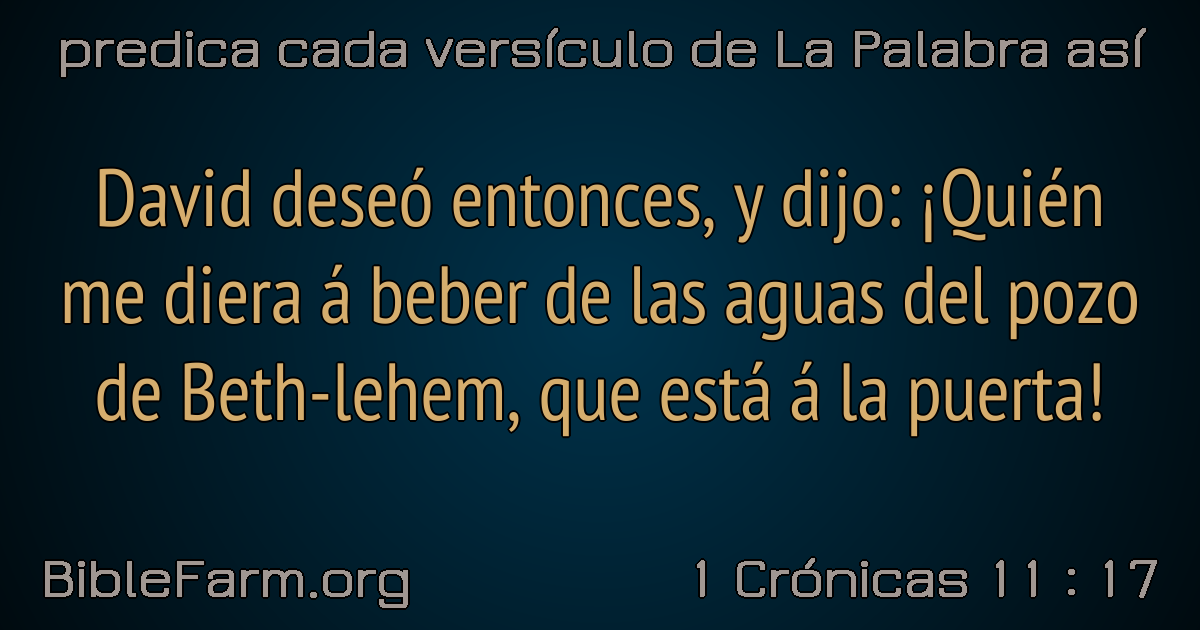 predica cada versículo de La Palabra así
David deseó entonces, y dijo: ¡Quién
me diera á beber de las aguas del pozo
de Beth-lehem, que está á la puerta!
BibleFarm.org
1 Crónicas 11 : 17